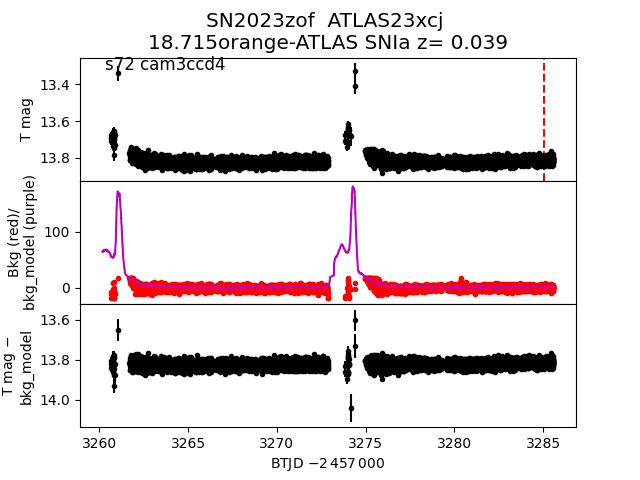 SN2023zof  ATLAS23xcj
18.715orange-ATLAS SNIa z= 0.039
s72 cam3ccd4
13.4
13.6
13.8
T mag
100
0
Bkg (red)/
bkg_model (purple)
13.6
13.8
14.0
T mag −
bkg_model
3260
3265
3270
3275
3280
3285
BTJD −2 457 000